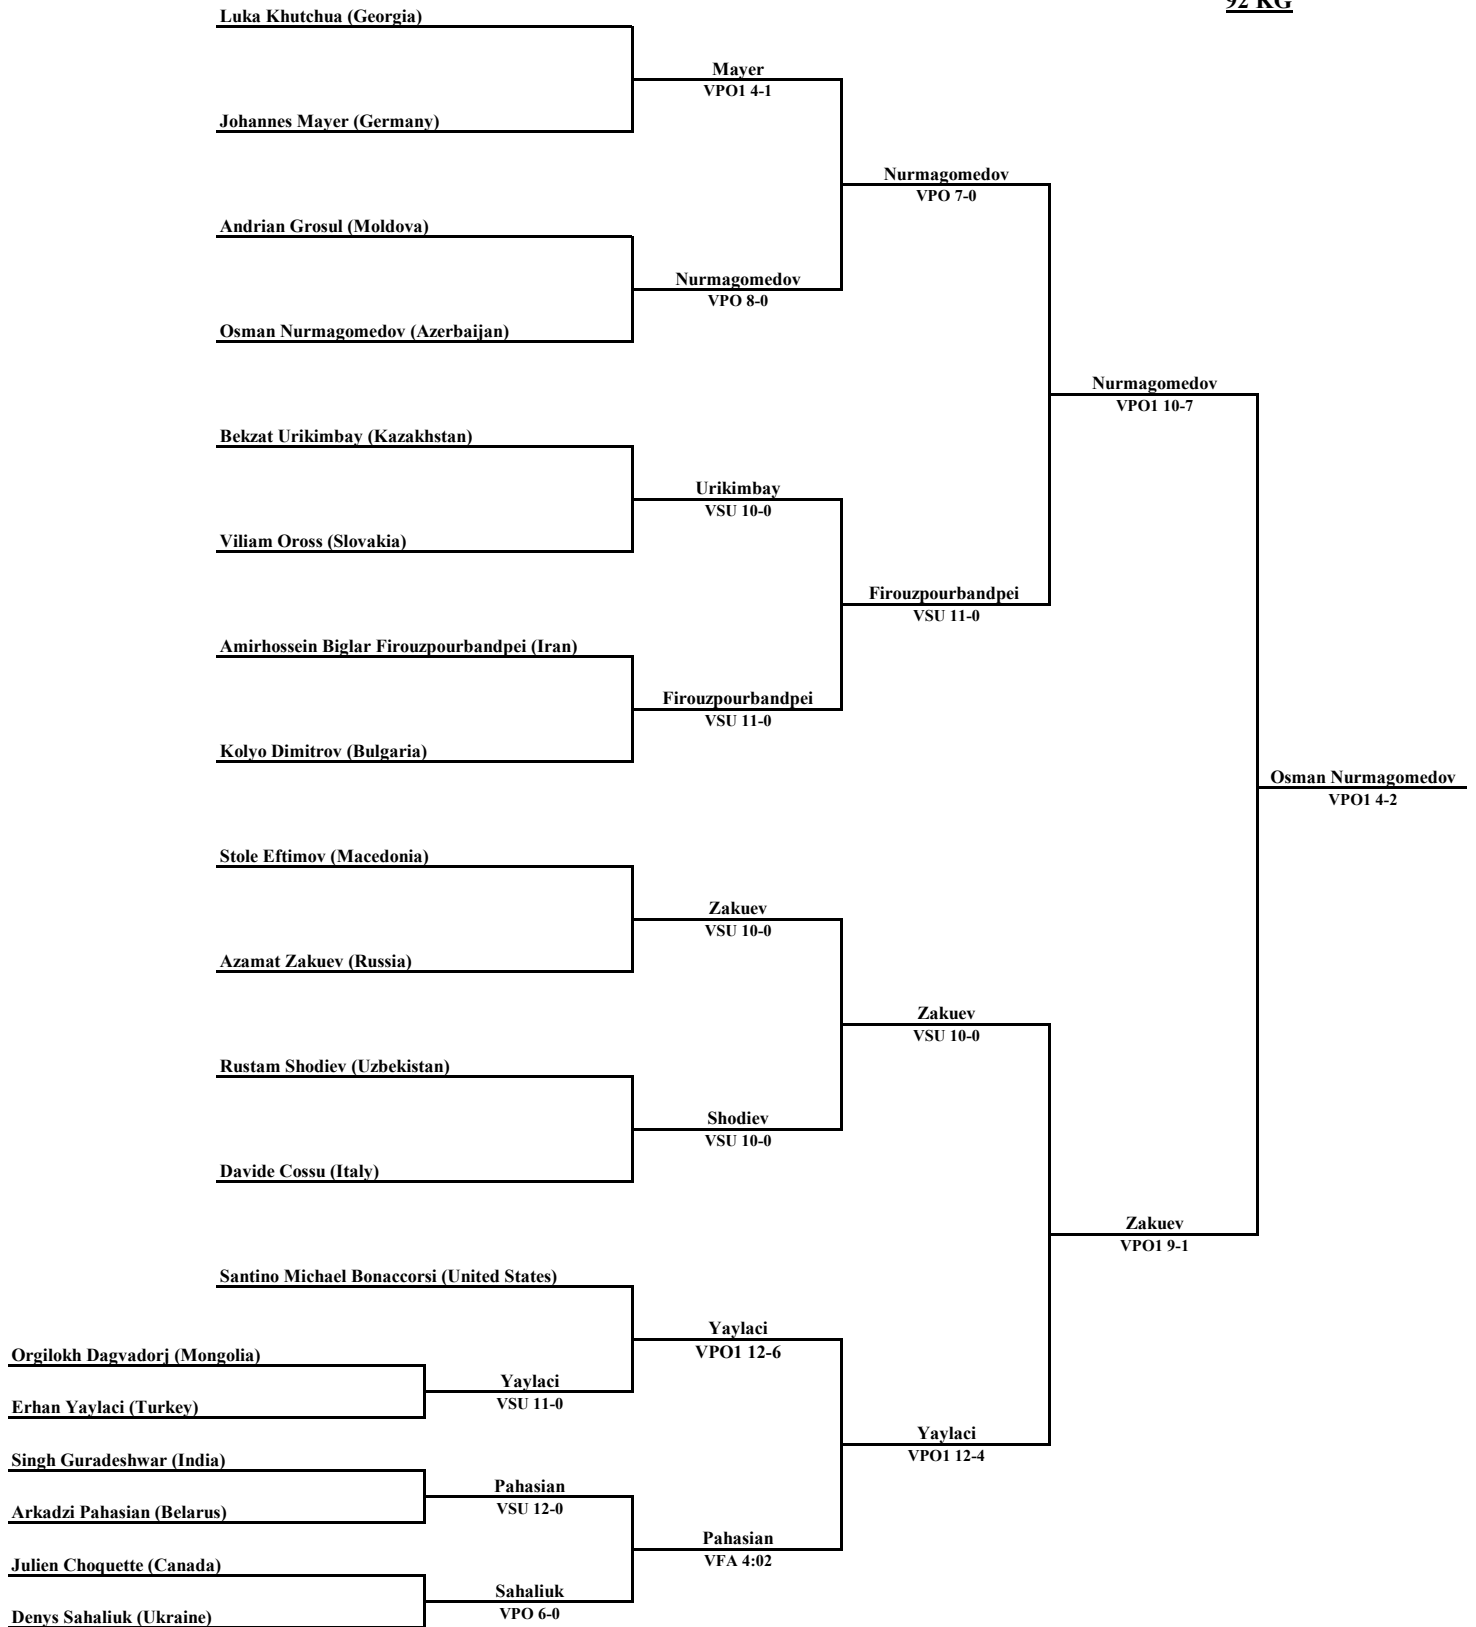 92 KG
Luka Khutchua (Georgia)
Mayer
VPO1 4-1
Johannes Mayer (Germany)
Nurmagomedov
VPO 7-0
Andrian Grosul (Moldova)
Nurmagomedov
VPO 8-0
Osman Nurmagomedov (Azerbaijan)
Nurmagomedov
VPO1 10-7
Bekzat Urikimbay (Kazakhstan)
Urikimbay
VSU 10-0
Viliam Oross (Slovakia)
Firouzpourbandpei
VSU 11-0
Amirhossein Biglar Firouzpourbandpei (Iran)
Firouzpourbandpei
VSU 11-0
Kolyo Dimitrov (Bulgaria)
Osman Nurmagomedov
VPO1 4-2
Stole Eftimov (Macedonia)
Zakuev
VSU 10-0
Azamat Zakuev (Russia)
Zakuev
VSU 10-0
Rustam Shodiev (Uzbekistan)
Shodiev
VSU 10-0
Davide Cossu (Italy)
Zakuev
VPO1 9-1
Santino Michael Bonaccorsi (United States)
Yaylaci
VPO1 12-6
Orgilokh Dagvadorj (Mongolia)
Yaylaci
VSU 11-0
Erhan Yaylaci (Turkey)
Yaylaci
VPO1 12-4
Singh Guradeshwar (India)
Pahasian
VSU 12-0
Arkadzi Pahasian (Belarus)
Pahasian
VFA 4:02
Julien Choquette (Canada)
Sahaliuk
VPO 6-0
Denys Sahaliuk (Ukraine)